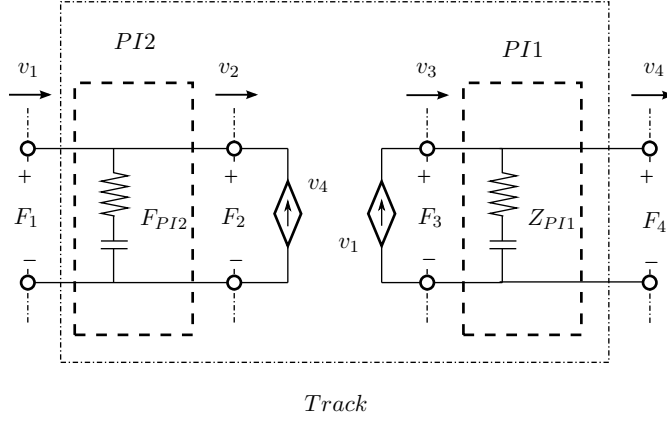 PI2
PI1
v1
v2
v3
v4
+
+
+
+
v4
F1
FPI2
F2
v1
F3
ZPI1
F4
−
−
−
−
Track